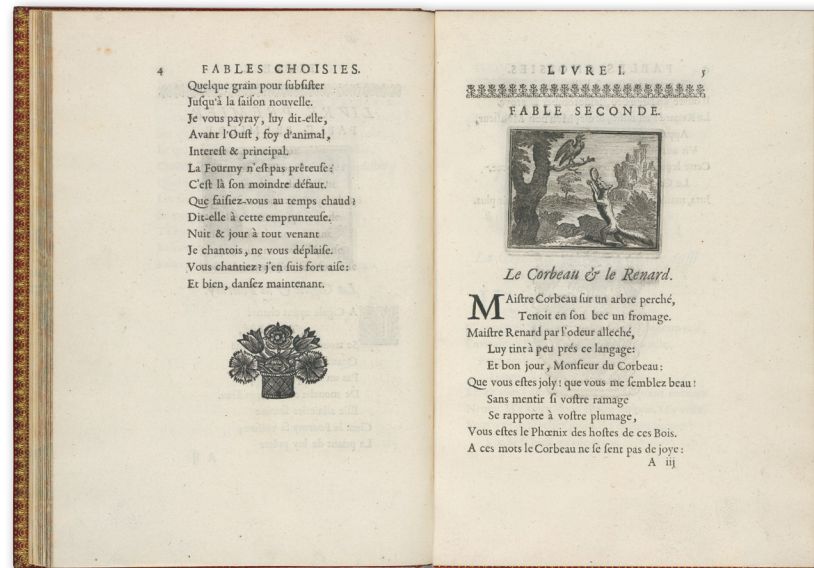 4 FABLES CHOISIES.
Quelque grain pour ſubſiſter
Juſqu'à la ſaiſon nouvelle.
Je vous payray, luy dit-elle,
Avant l'Ouſt, foy d'animal,
Intereſt & principal.
La Fourmy n'eſt pas prêteuſe:
C'eſt là ſon moindre défaut.
Que faiſiez-vous au temps chaud?
Dit-elle à cette emprunteuſe.
Nuit & jour à tout venant
Je chantois, ne vous déplaiſe.
Vous chantiez? j'en ſuis fort aiſe:
Et bien, danſez maintenant.
LIVRE I. 5
FABLE SECONDE.
Le Corbeau & le Renard.
MAiſtre Corbeau ſur un arbre perché,
Tenoit en ſon bec un fromage.
Maiſtre Renard par l'odeur alleché,
Luy tint à peu prés ce langage:
Et bon jour, Monſieur du Corbeau:
Que vous eſtes joly! que vous me ſemblez beau!
Sans mentir ſi voſtre ramage
Se rapporte à voſtre plumage,
Vous eſtes le Phœnix des hoſtes de ces Bois.
A ces mots le Corbeau ne ſe ſent pas de joye:
A iij